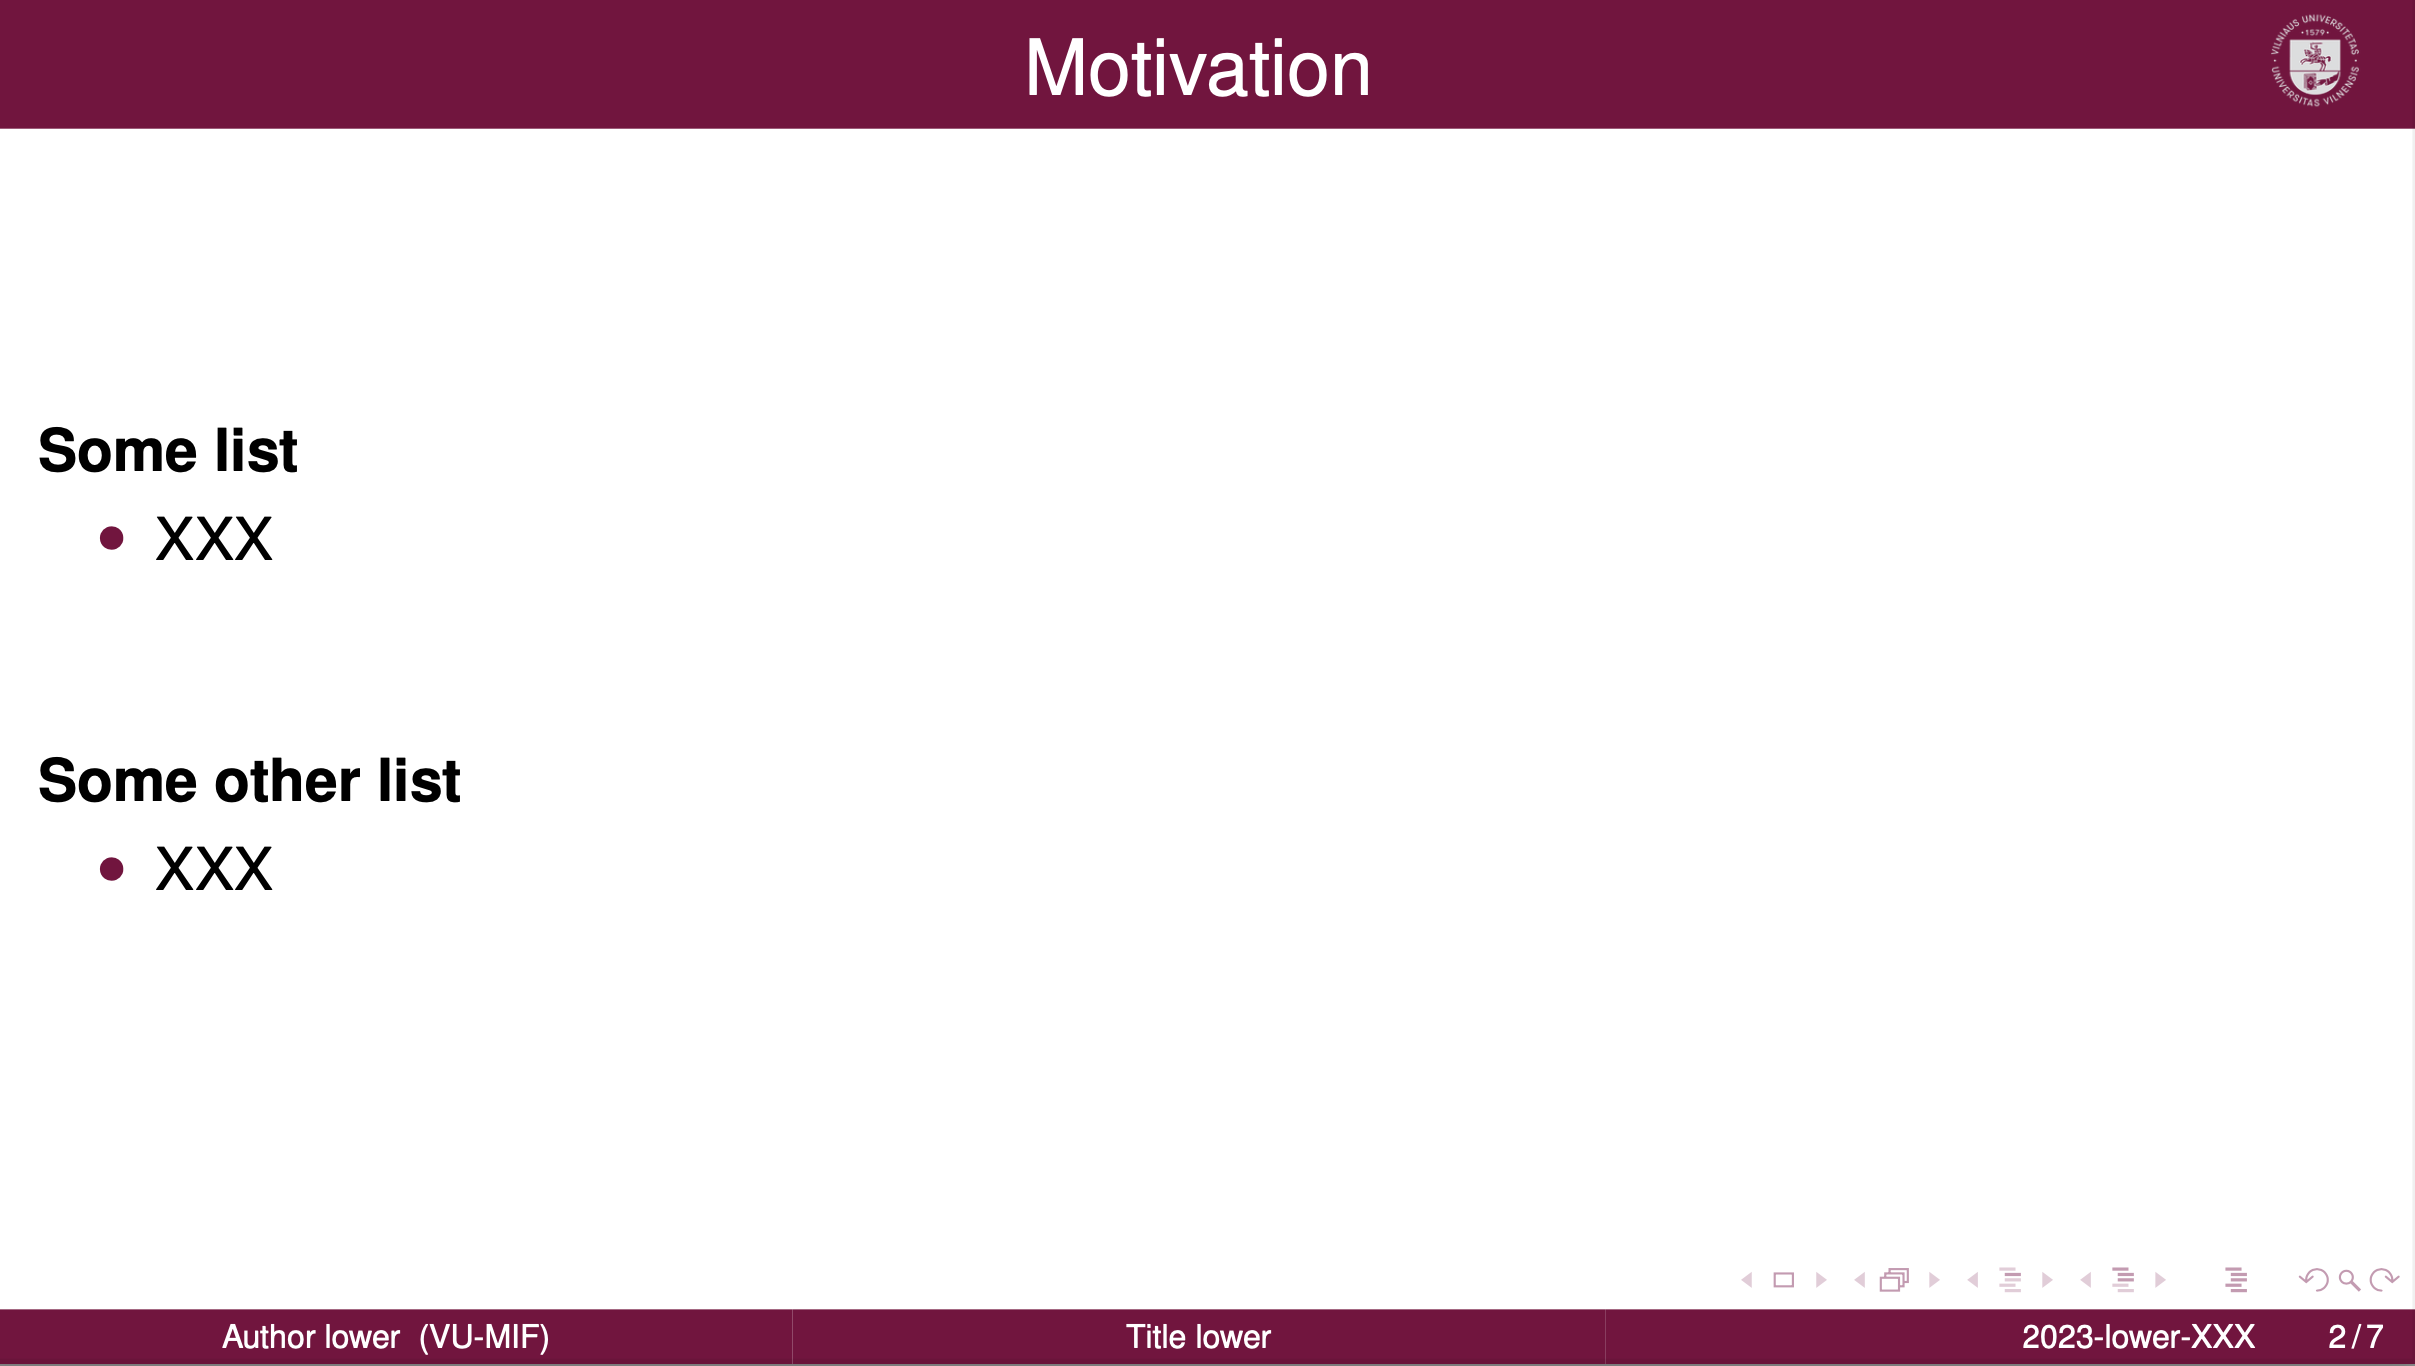 Motivation
VILNIAUS UNIVERSITETAS
·1579·
UNIVERSITAS VILNENSIS
Some list
• XXX
Some other list
• XXX
Author lower (VU-MIF) Title lower 2023-lower-XXX 2/7